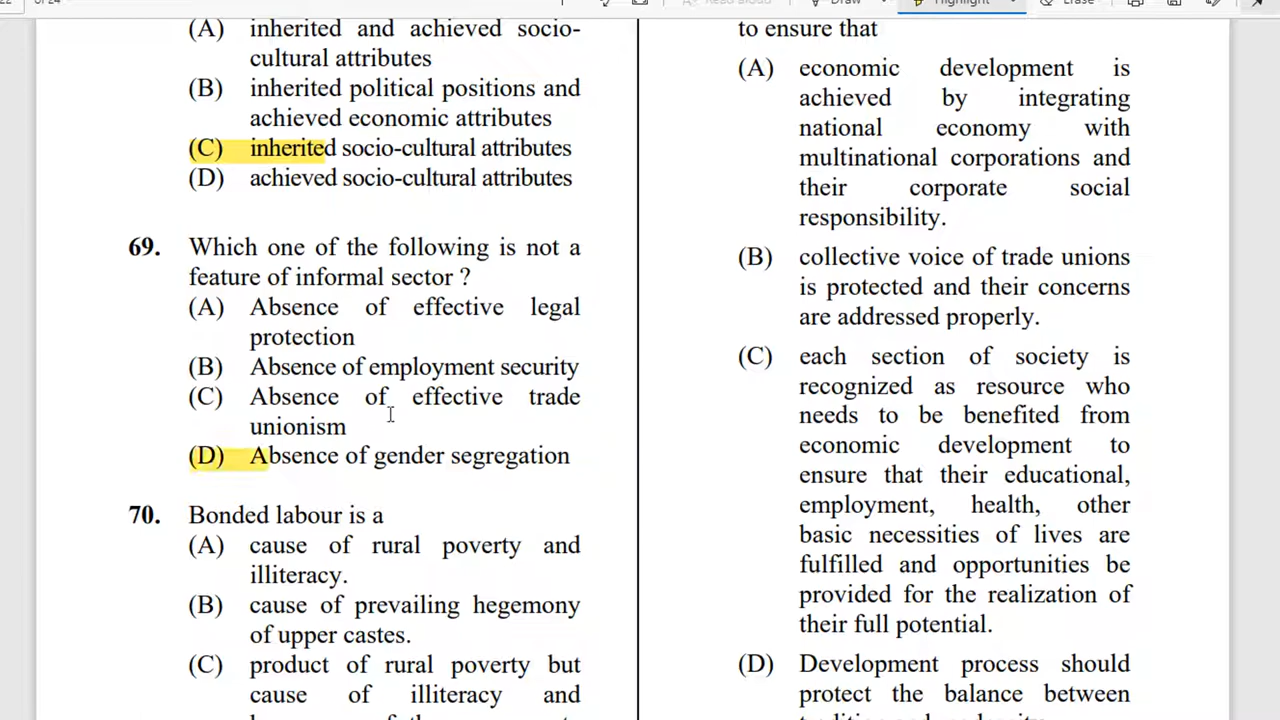 22
of 24
Read aloud
Draw
Highlight
Erase
(A) inherited and achieved socio-
cultural attributes
(B) inherited political positions and
achieved economic attributes
(C) inherited socio-cultural attributes
(D) achieved socio-cultural attributes
69. Which one of the following is not a
feature of informal sector ?
(A) Absence of effective legal
protection
(B) Absence of employment security
(C) Absence of effective trade
unionism
(D) Absence of gender segregation
70. Bonded labour is a
(A) cause of rural poverty and
illiteracy.
(B) cause of prevailing hegemony
of upper castes.
(C) product of rural poverty but
cause of illiteracy and
to ensure that
(A) economic development is
achieved by integrating
national economy with
multinational corporations and
their corporate social
responsibility.
(B) collective voice of trade unions
is protected and their concerns
are addressed properly.
(C) each section of society is
recognized as resource who
needs to be benefited from
economic development to
ensure that their educational,
employment, health, other
basic necessities of lives are
fulfilled and opportunities be
provided for the realization of
their full potential.
(D) Development process should
protect the balance between